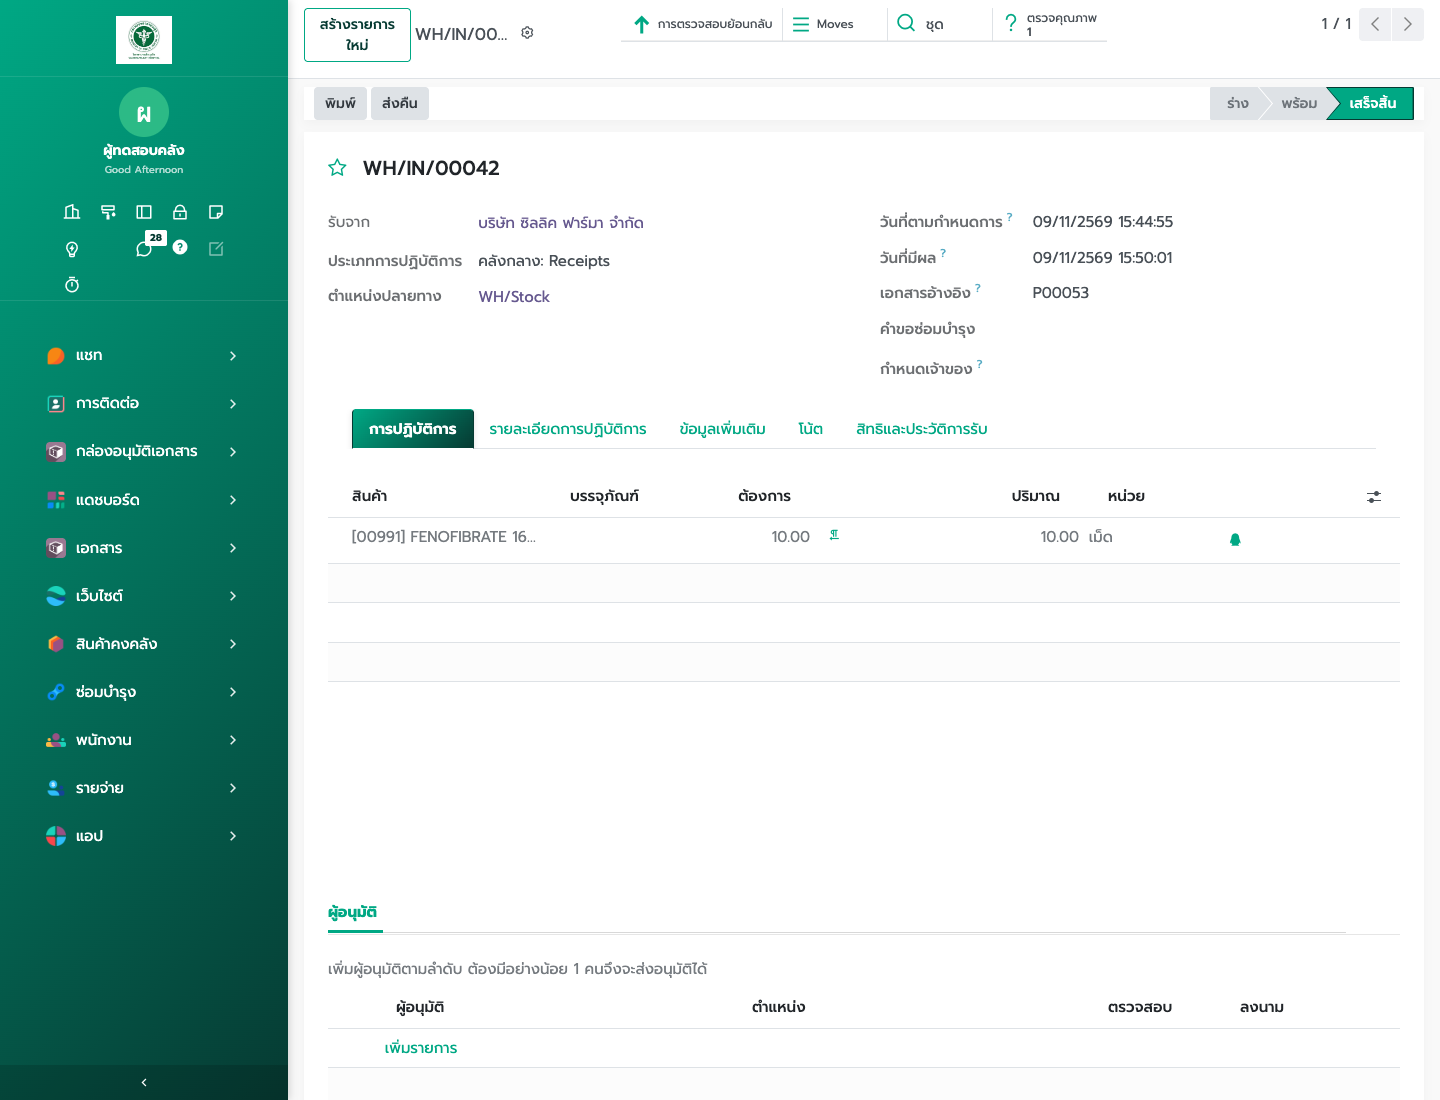 ผ
ผู้ทดสอบคลัง
Good Afternoon
28
แชท
การติดต่อ
กล่องอนุมัติเอกสาร
แดชบอร์ด
เอกสาร
เว็บไซต์
สินค้าคงคลัง
ซ่อมบำรุง
พนักงาน
รายจ่าย
แอป
สร้างรายการ
ใหม่
WH/IN/00...
การตรวจสอบย้อนกลับ
Moves
ชุด
ตรวจคุณภาพ
1
1 / 1
พิมพ์
ส่งคืน
ร่าง
พร้อม
เสร็จสิ้น
WH/IN/00042
รับจาก
บริษัท ซิลลิค ฟาร์มา จำกัด
ประเภทการปฏิบัติการ
คลังกลาง: Receipts
ตำแหน่งปลายทาง
WH/Stock
วันที่ตามกำหนดการ ?
09/11/2569 15:44:55
วันที่มีผล ?
09/11/2569 15:50:01
เอกสารอ้างอิง ?
P00053
คำขอซ่อมบำรุง
กำหนดเจ้าของ ?
การปฏิบัติการ
รายละเอียดการปฏิบัติการ
ข้อมูลเพิ่มเติม
โน้ต
สิทธิและประวัติการรับ
สินค้า บรรจุภัณฑ์ ต้องการ ปริมาณ หน่วย
[00991] FENOFIBRATE 16... 10.00 10.00 เม็ด
ผู้อนุมัติ
เพิ่มผู้อนุมัติตามลำดับ ต้องมีอย่างน้อย 1 คนจึงจะส่งอนุมัติได้
ผู้อนุมัติ ตำแหน่ง ตรวจสอบ ลงนาม
เพิ่มรายการ